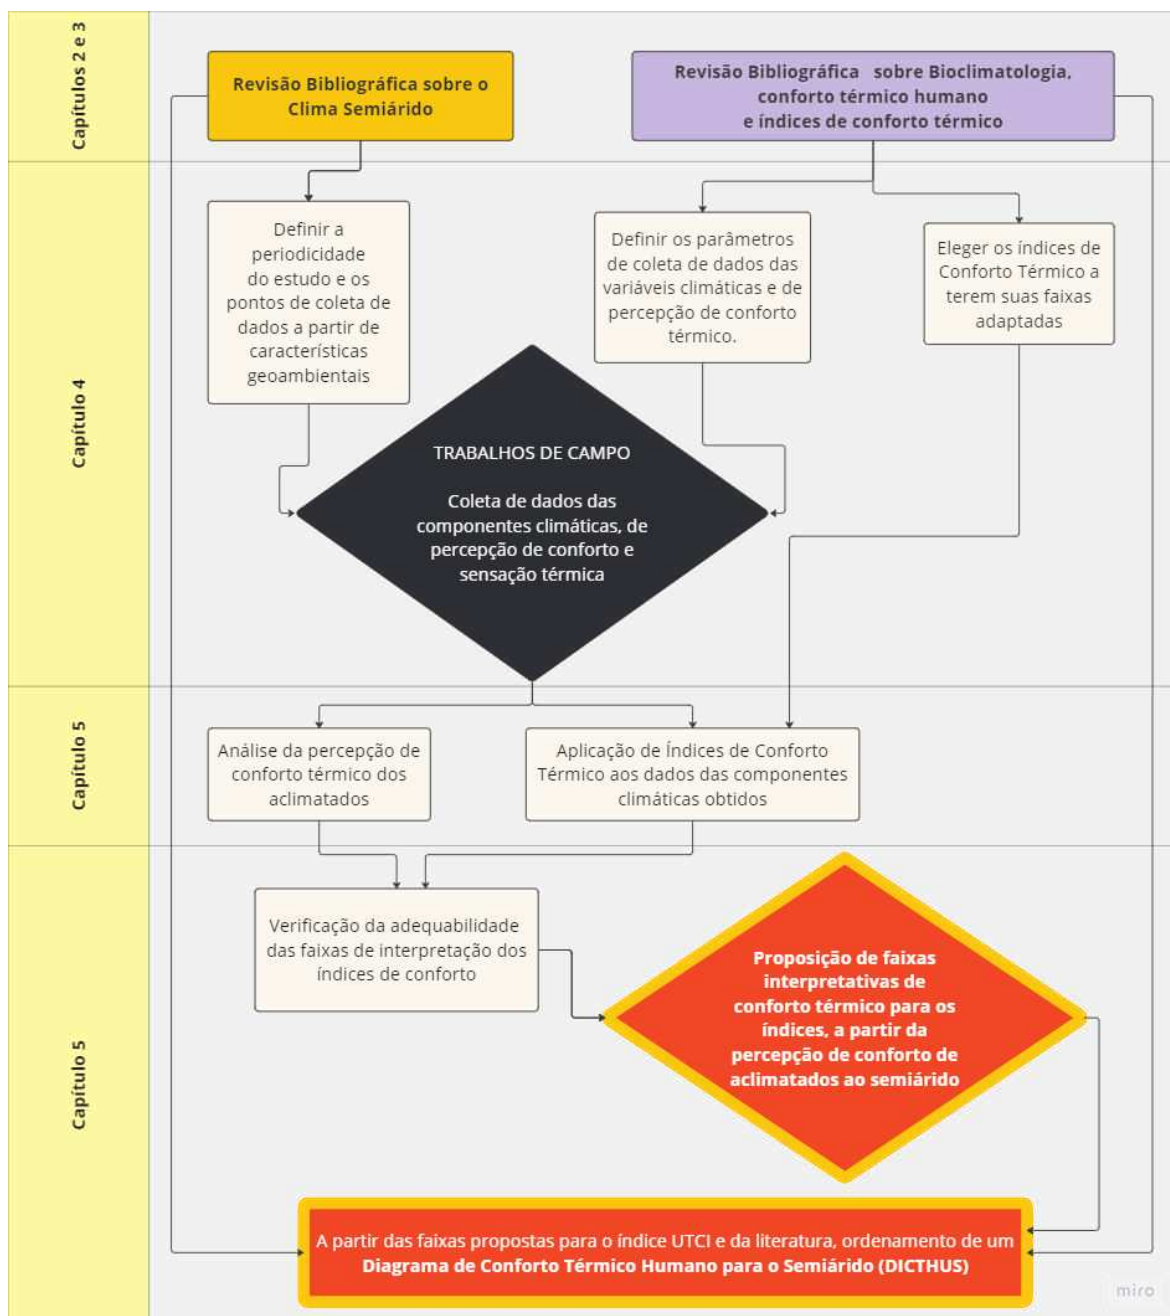 Capítulos 2 e 3
Revisão Bibliográfica sobre o
Clima Semiárido
Revisão Bibliográfica sobre Bioclimatologia,
conforto térmico humano
e índices de conforto térmico
Capítulo 4
Definir a
periodicidade
do estudo e os
pontos de coleta de
dados a partir de
características
geoambientais
Definir os parâmetros
de coleta de dados das
variáveis climáticas e de
percepção de conforto
térmico.
Eleger os índices de
Conforto Térmico a
terem suas faixas
adaptadas
TRABALHOS DE CAMPO
Coleta de dados das
componentes climáticas, de
percepção de conforto e
sensação térmica
Capítulo 5
Análise da percepção de
conforto térmico dos
aclimatados
Aplicação de Índices de Conforto
Térmico aos dados das componentes
climáticas obtidos
Capítulo 5
Verificação da adequabilidade
das faixas de interpretação dos
índices de conforto
Proposição de faixas
interpretativas de
conforto térmico para os
índices, a partir da
percepção de conforto de
aclimatados ao semiárido
A partir das faixas propostas para o índice UTCI e da literatura, ordenamento de um
Diagrama de Conforto Térmico Humano para o Semiárido (DICTHUS)
miro